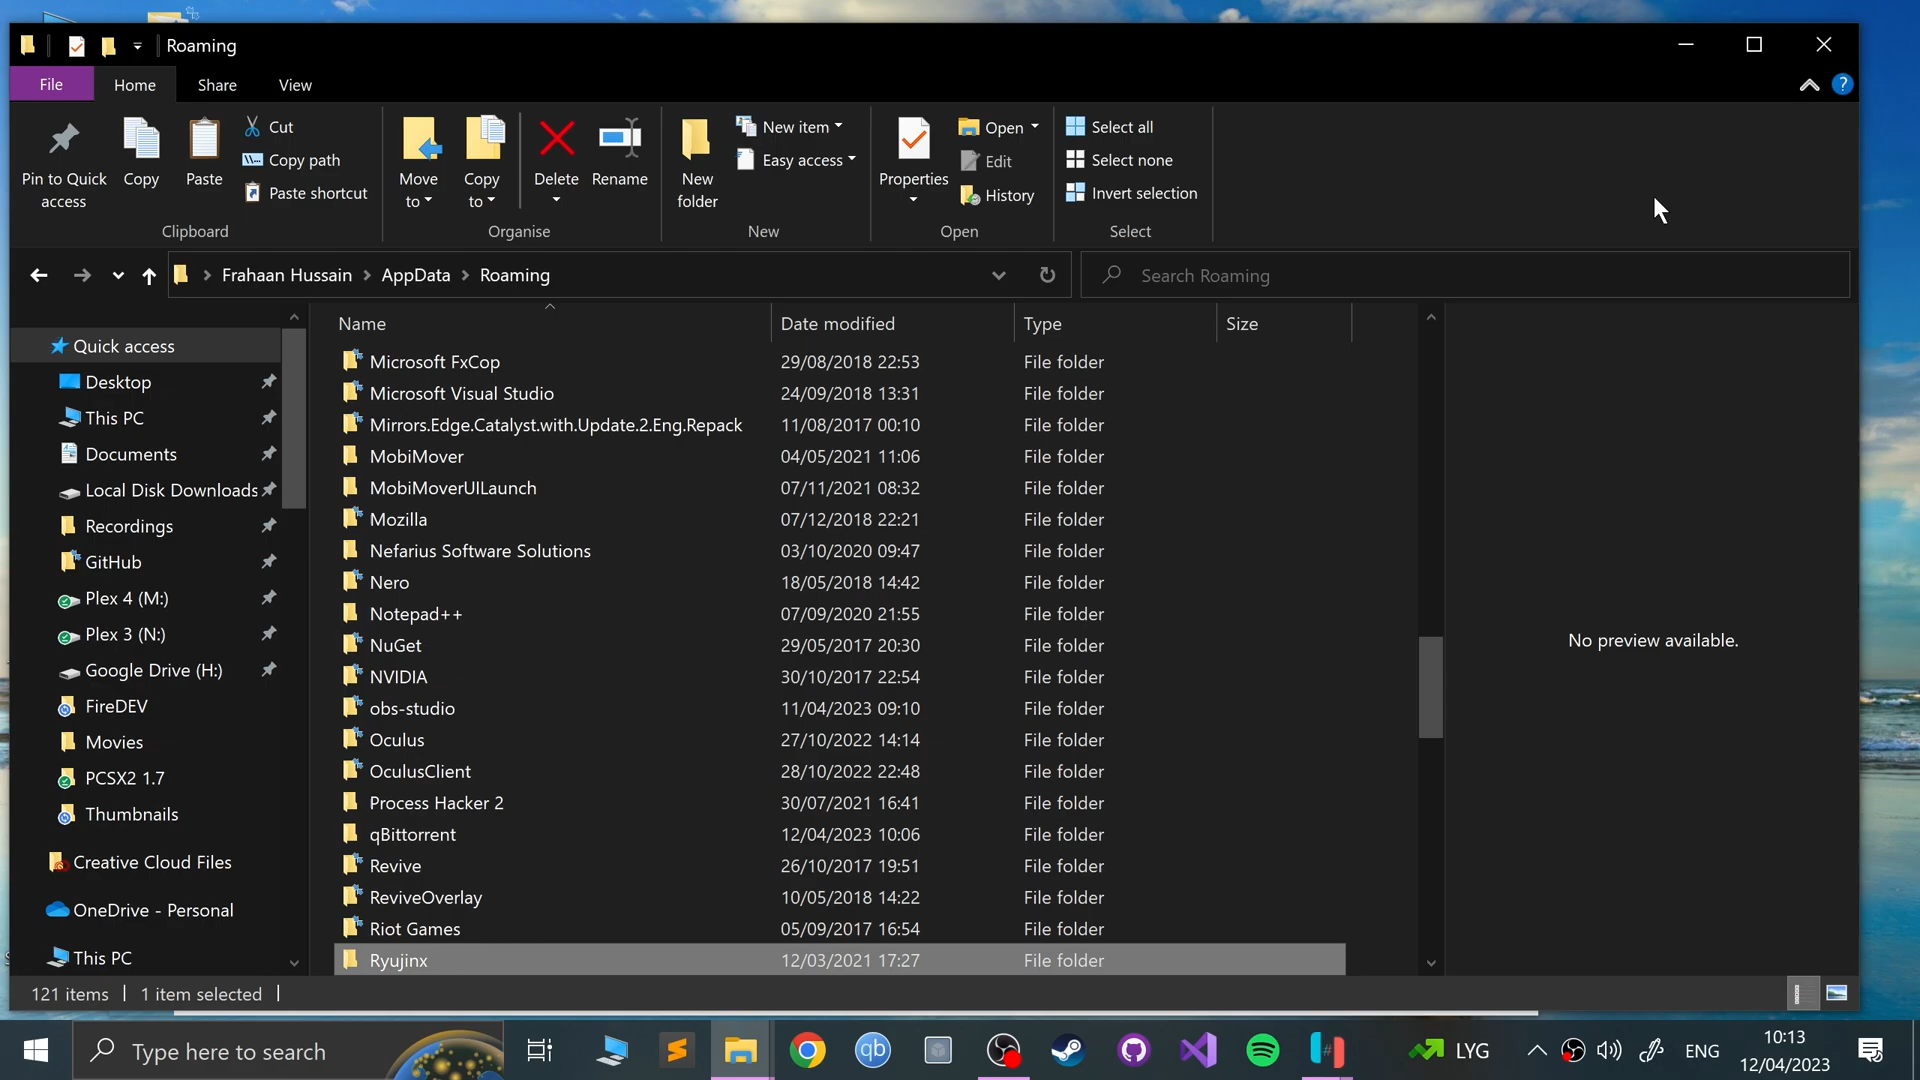 Roaming
File
Home
Share
View
Pin to Quick access
Copy
Paste
Cut
Copy path
Paste shortcut
Clipboard
Move to
Copy to
Delete
Rename
Organise
New folder
New item
Easy access
New
Properties
Open
Edit
History
Open
Select all
Select none
Invert selection
Select
Frahaan Hussain > AppData > Roaming
Search Roaming
Quick access
Desktop
This PC
Documents
Local Disk Downloads
Recordings
GitHub
Plex 4 (M:)
Plex 3 (N:)
Google Drive (H:)
FireDEV
Movies
PCSX2 1.7
Thumbnails
Creative Cloud Files
OneDrive - Personal
This PC
Name Date modified Type Size
Microsoft FxCop 29/08/2018 22:53 File folder
Microsoft Visual Studio 24/09/2018 13:31 File folder
Mirrors.Edge.Catalyst.with.Update.2.Eng.Repack 11/08/2017 00:10 File folder
MobiMover 04/05/2021 11:06 File folder
MobiMoverUILaunch 07/11/2021 08:32 File folder
Mozilla 07/12/2018 22:21 File folder
Nefarius Software Solutions 03/10/2020 09:47 File folder
Nero 18/05/2018 14:42 File folder
Notepad++ 07/09/2020 21:55 File folder
NuGet 29/05/2017 20:30 File folder
NVIDIA 30/10/2017 22:54 File folder
obs-studio 11/04/2023 09:10 File folder
Oculus 27/10/2022 14:14 File folder
OculusClient 28/10/2022 22:48 File folder
Process Hacker 2 30/07/2021 16:41 File folder
qBittorrent 12/04/2023 10:06 File folder
Revive 26/10/2017 19:51 File folder
ReviveOverlay 10/05/2018 14:22 File folder
Riot Games 05/09/2017 16:54 File folder
Ryujinx 12/03/2021 17:27 File folder
No preview available.
121 items
1 item selected
Type here to search
qb
LYG
ENG
10:13
12/04/2023